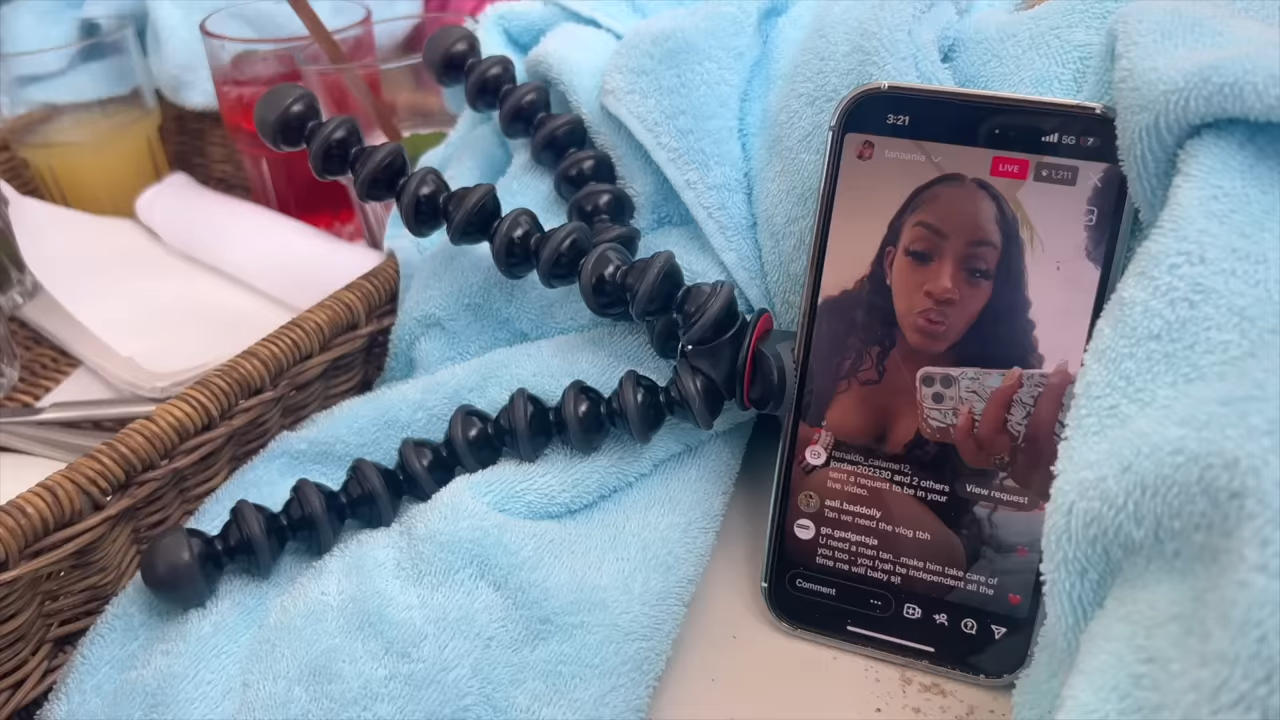 3:21
5G 7
tanaania
LIVE
1,211
renaldo_calame12,
jordan202330 and 2 others
sent a request to be in your
live video.
View request
aali.baddolly
Tan we need the vlog tbh
go.gadgetsja
U need a man tan...make him take care of
you too - you fyah be independent all the
time me will baby sjt
Comment